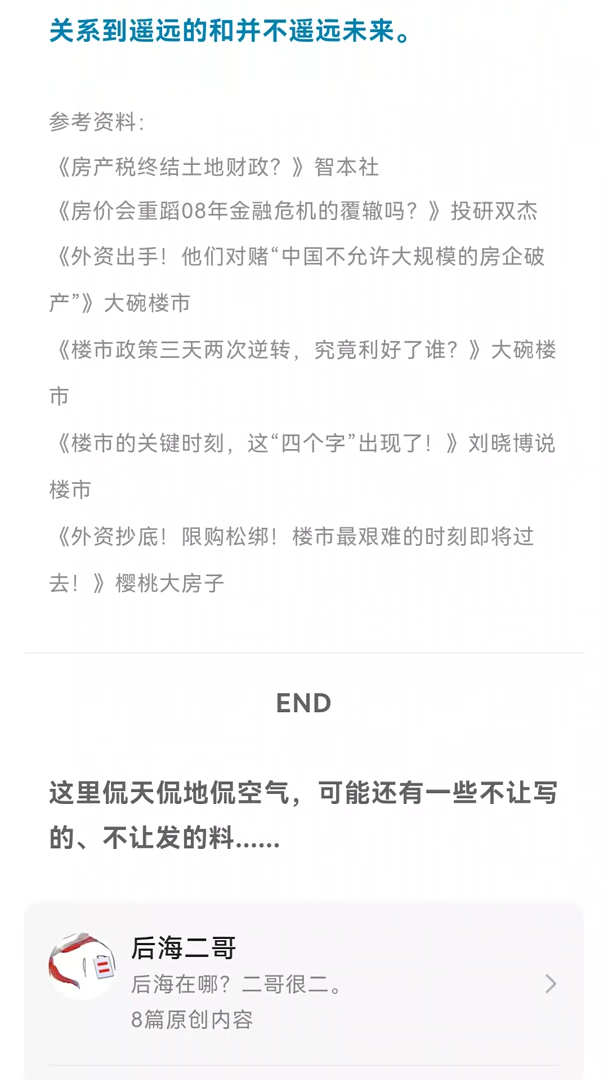 关系到遥远的和并不遥远未来。
参考资料：
《房产税终结土地财政？》智本社
《房价会重蹈08年金融危机的覆辙吗？》投研双杰
《外资出手！他们对赌“中国不允许大规模的房企破
产”》大碗楼市
《楼市政策三天两次逆转，究竟利好了谁？》大碗楼
市
《楼市的关键时刻，这“四个字”出现了！》刘晓博说
楼市
《外资抄底！限购松绑！楼市最艰难的时刻即将过
去！》樱桃大房子
END
这里侃天侃地侃空气，可能还有一些不让写
的、不让发的料……
后海二哥
后海在哪？二哥很二。
8篇原创内容